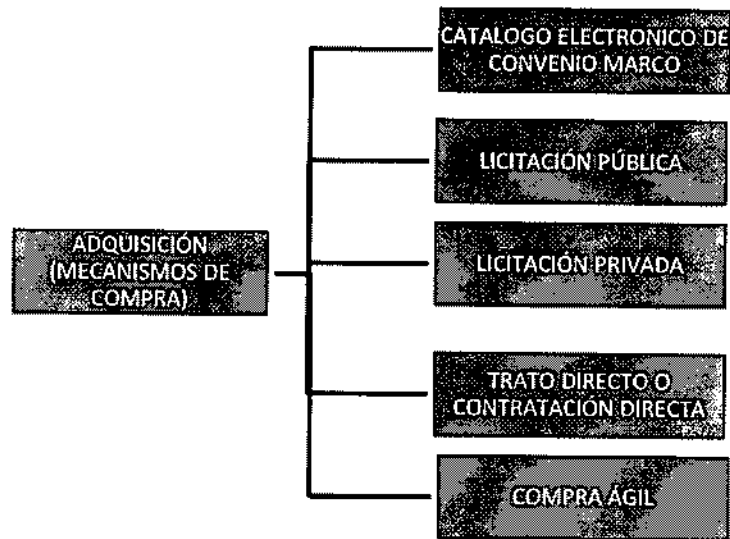 ADQUISICIÓN
(MECANISMOS DE
COMPRA)
CATALOGO ELECTRONICO DE
CONVENIO MARCO
LICITACIÓN PÚBLICA
LICITACIÓN PRIVADA
TRATO DIRECTO O
CONTRATACIÓN DIRECTA
COMPRA ÁGIL